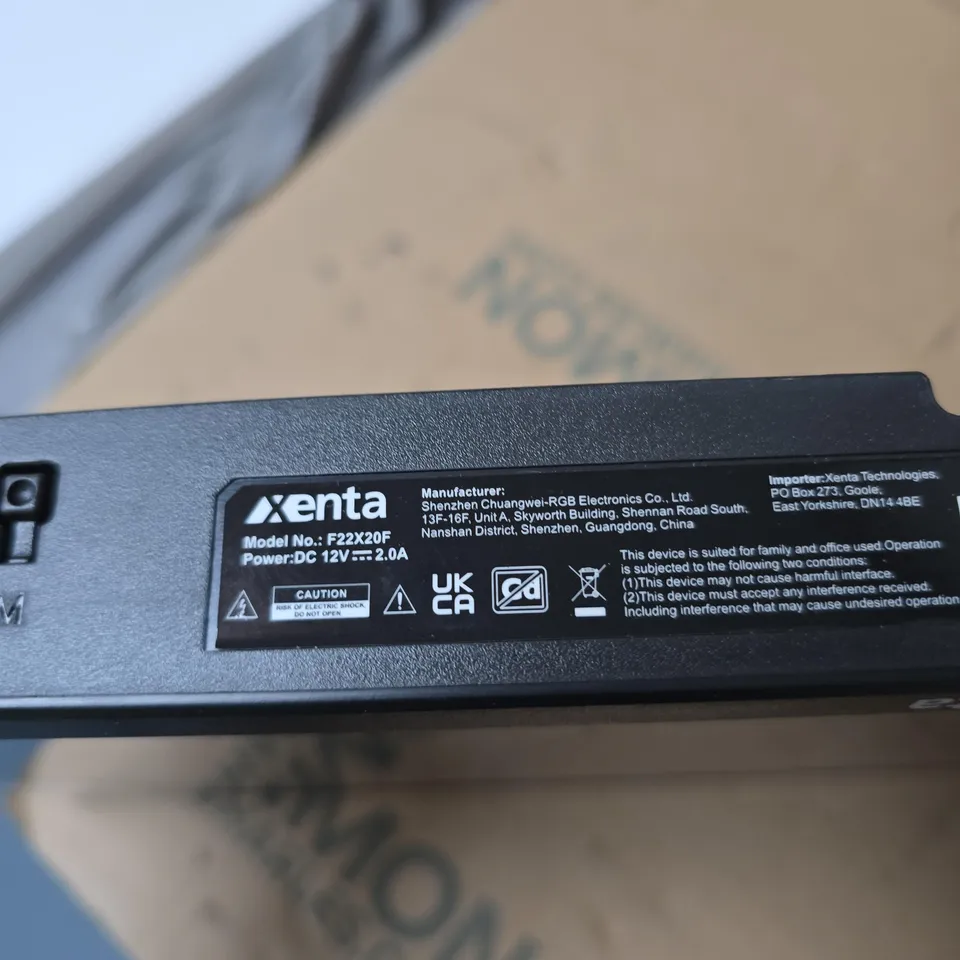 MON
xenta
Model No.: F22X20F
Power:DC 12V⎓2.0A
Manufacturer:
Shenzhen Chuangwei-RGB Electronics Co., Ltd.
13F-16F, Unit A, Skyworth Building, Shennan Road South,
Nanshan District, Shenzhen, Guangdong, China
Importer:Xenta Technologies,
PO Box 273, Goole,
East Yorkshire, DN14 4BE
This device is suited for family and office used.Operation
is subjected to the following two conditions:
(1)This device may not cause harmful interface.
(2)This device must accept any interference received.
Including interference that may cause undesired operation
CAUTION
RISK OF ELECTRIC SHOCK,
DO NOT OPEN
UK
CA
Cd
M
MON